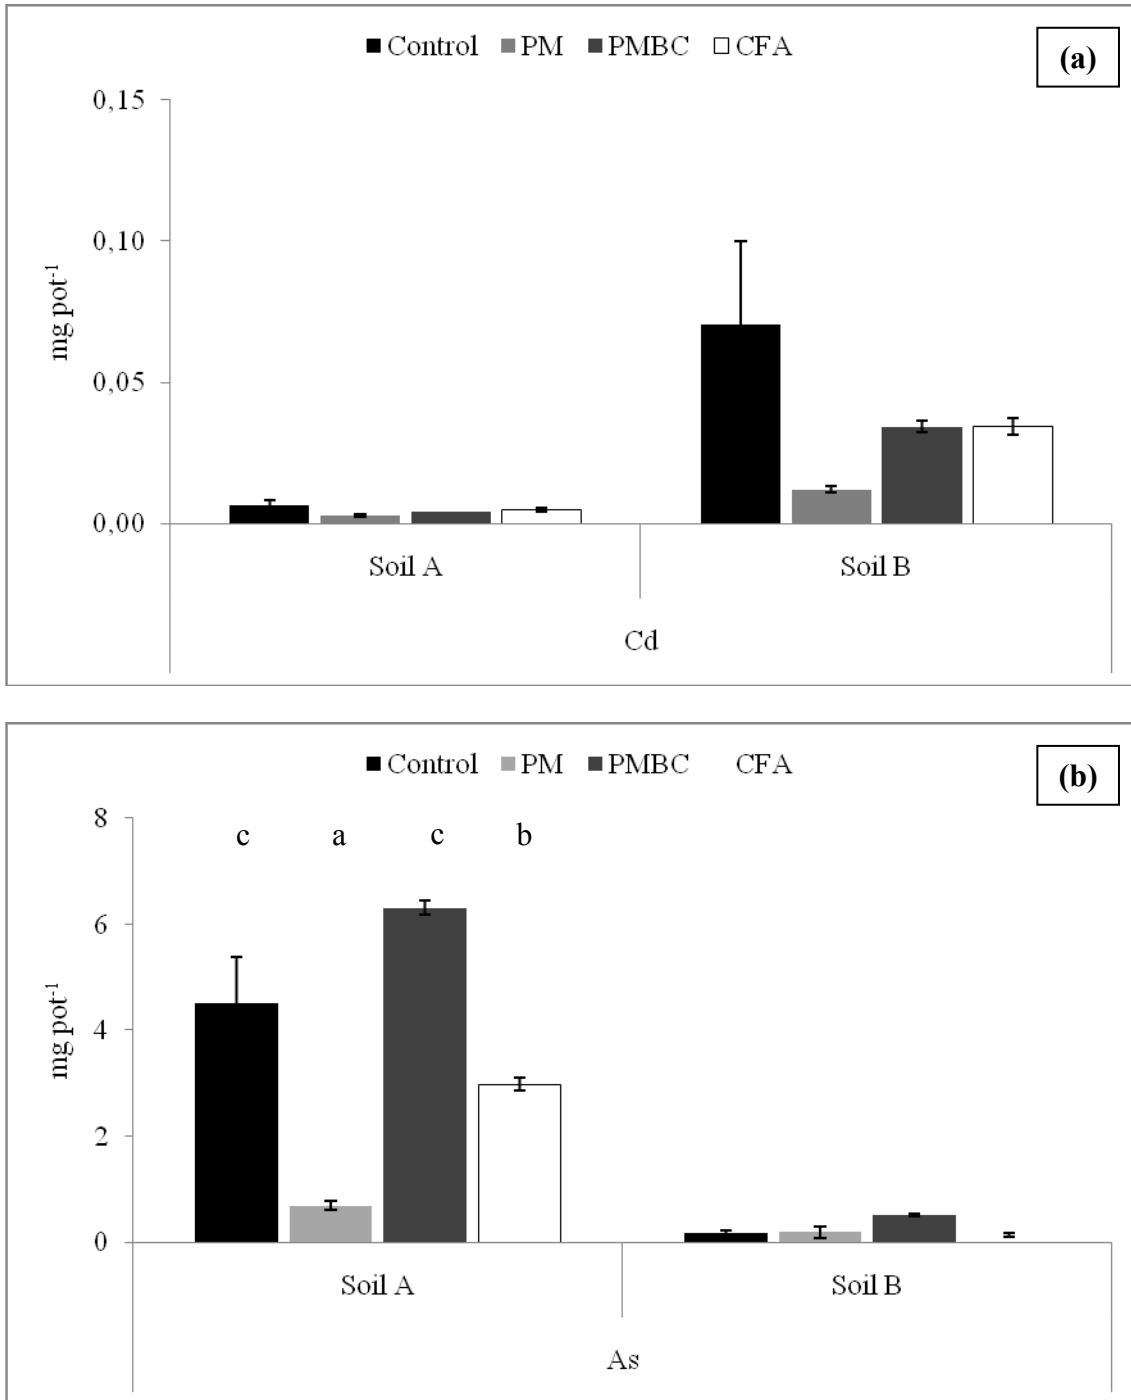 Control PM PMBC CFA
(a)
0,15
0,10
0,05
0,00
mg pot-1
Soil A Soil B
Cd
Control PM PMBC CFA
(b)
8
6
4
2
0
mg pot-1
c a c b
Soil A Soil B
As